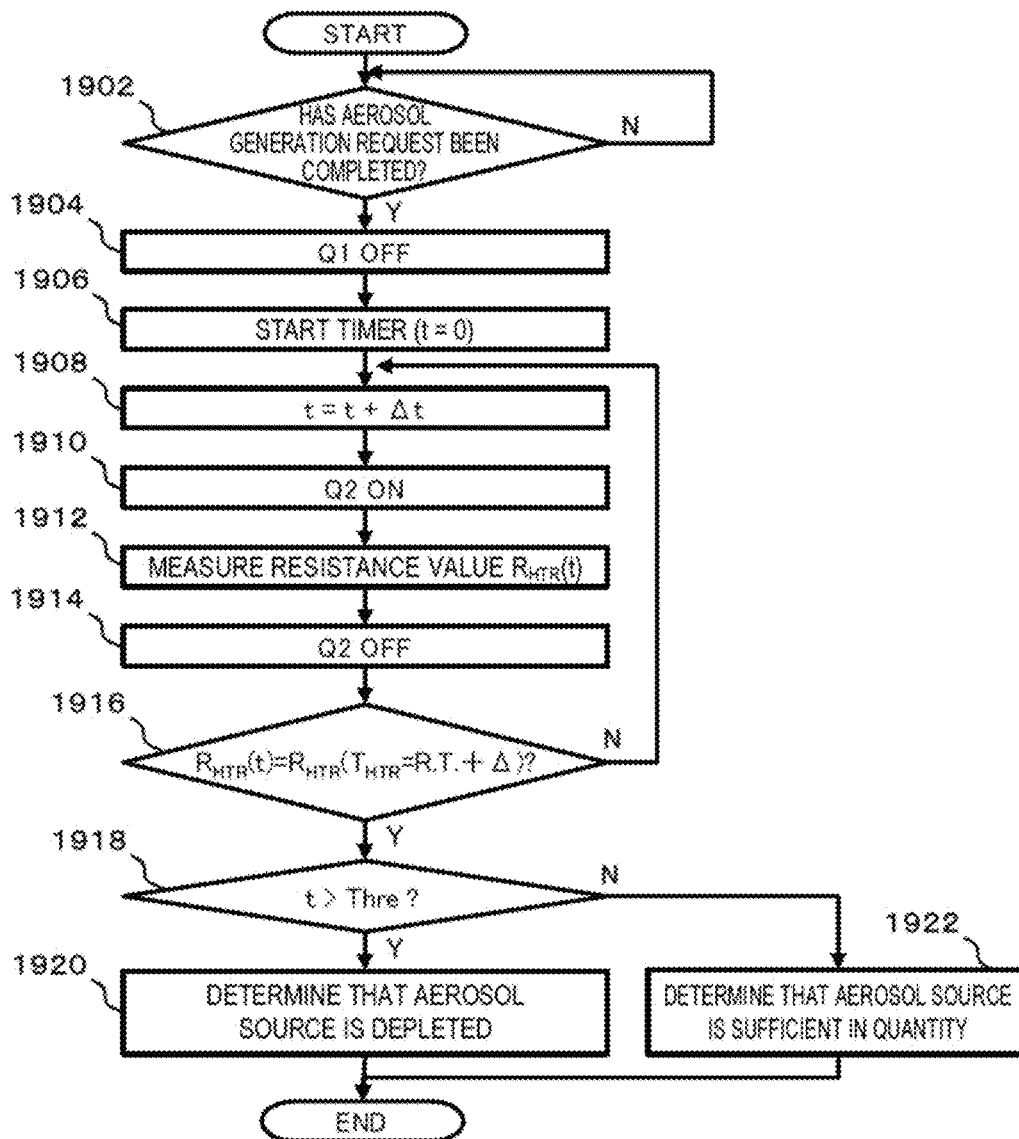 START
1902
HAS AEROSOL
GENERATION REQUEST BEEN
COMPLETED?
N
Y
1904
Q1 OFF
1906
START TIMER (t = 0)
1908
t = t + Δt
1910
Q2 ON
1912
MEASURE RESISTANCE VALUE R_HTR(t)
1914
Q2 OFF
1916
R_HTR(t)=R_HTR(T_HTR=R.T.+ Δ)?
N
Y
1918
t > Thre ?
N
Y
1920
DETERMINE THAT AEROSOL
SOURCE IS DEPLETED
1922
DETERMINE THAT AEROSOL SOURCE
IS SUFFICIENT IN QUANTITY
END